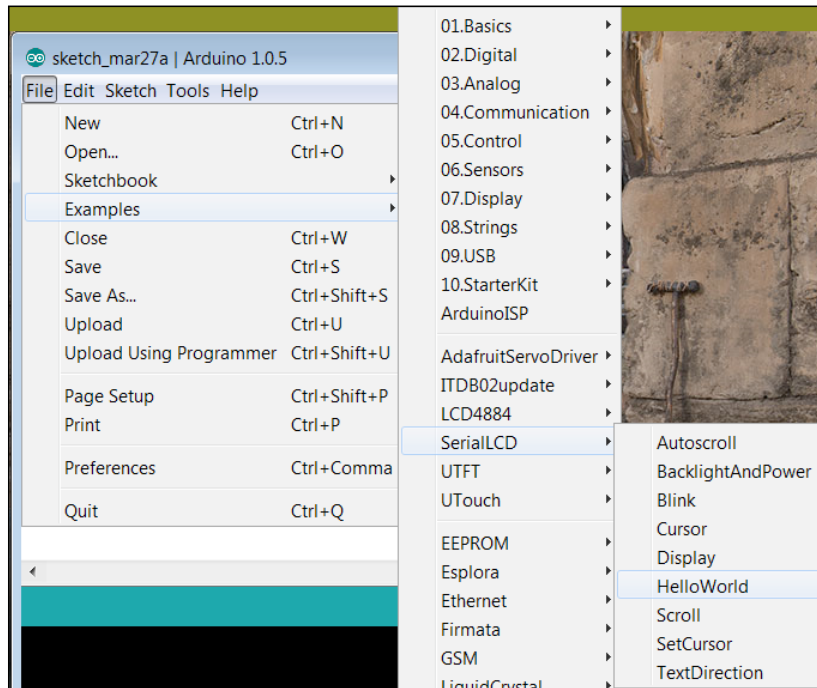 sketch_mar27a | Arduino 1.0.5
File Edit Sketch Tools Help
New Ctrl+N
Open... Ctrl+O
Sketchbook
Examples
Close Ctrl+W
Save Ctrl+S
Save As... Ctrl+Shift+S
Upload Ctrl+U
Upload Using Programmer Ctrl+Shift+U
Page Setup Ctrl+Shift+P
Print Ctrl+P
Preferences Ctrl+Comma
Quit Ctrl+Q
01.Basics
02.Digital
03.Analog
04.Communication
05.Control
06.Sensors
07.Display
08.Strings
09.USB
10.StarterKit
ArduinoISP
AdafruitServoDriver
ITDB02update
LCD4884
SerialLCD
UTFT
UTouch
EEPROM
Esplora
Ethernet
Firmata
GSM
LiquidCrystal
Autoscroll
BacklightAndPower
Blink
Cursor
Display
HelloWorld
Scroll
SetCursor
TextDirection